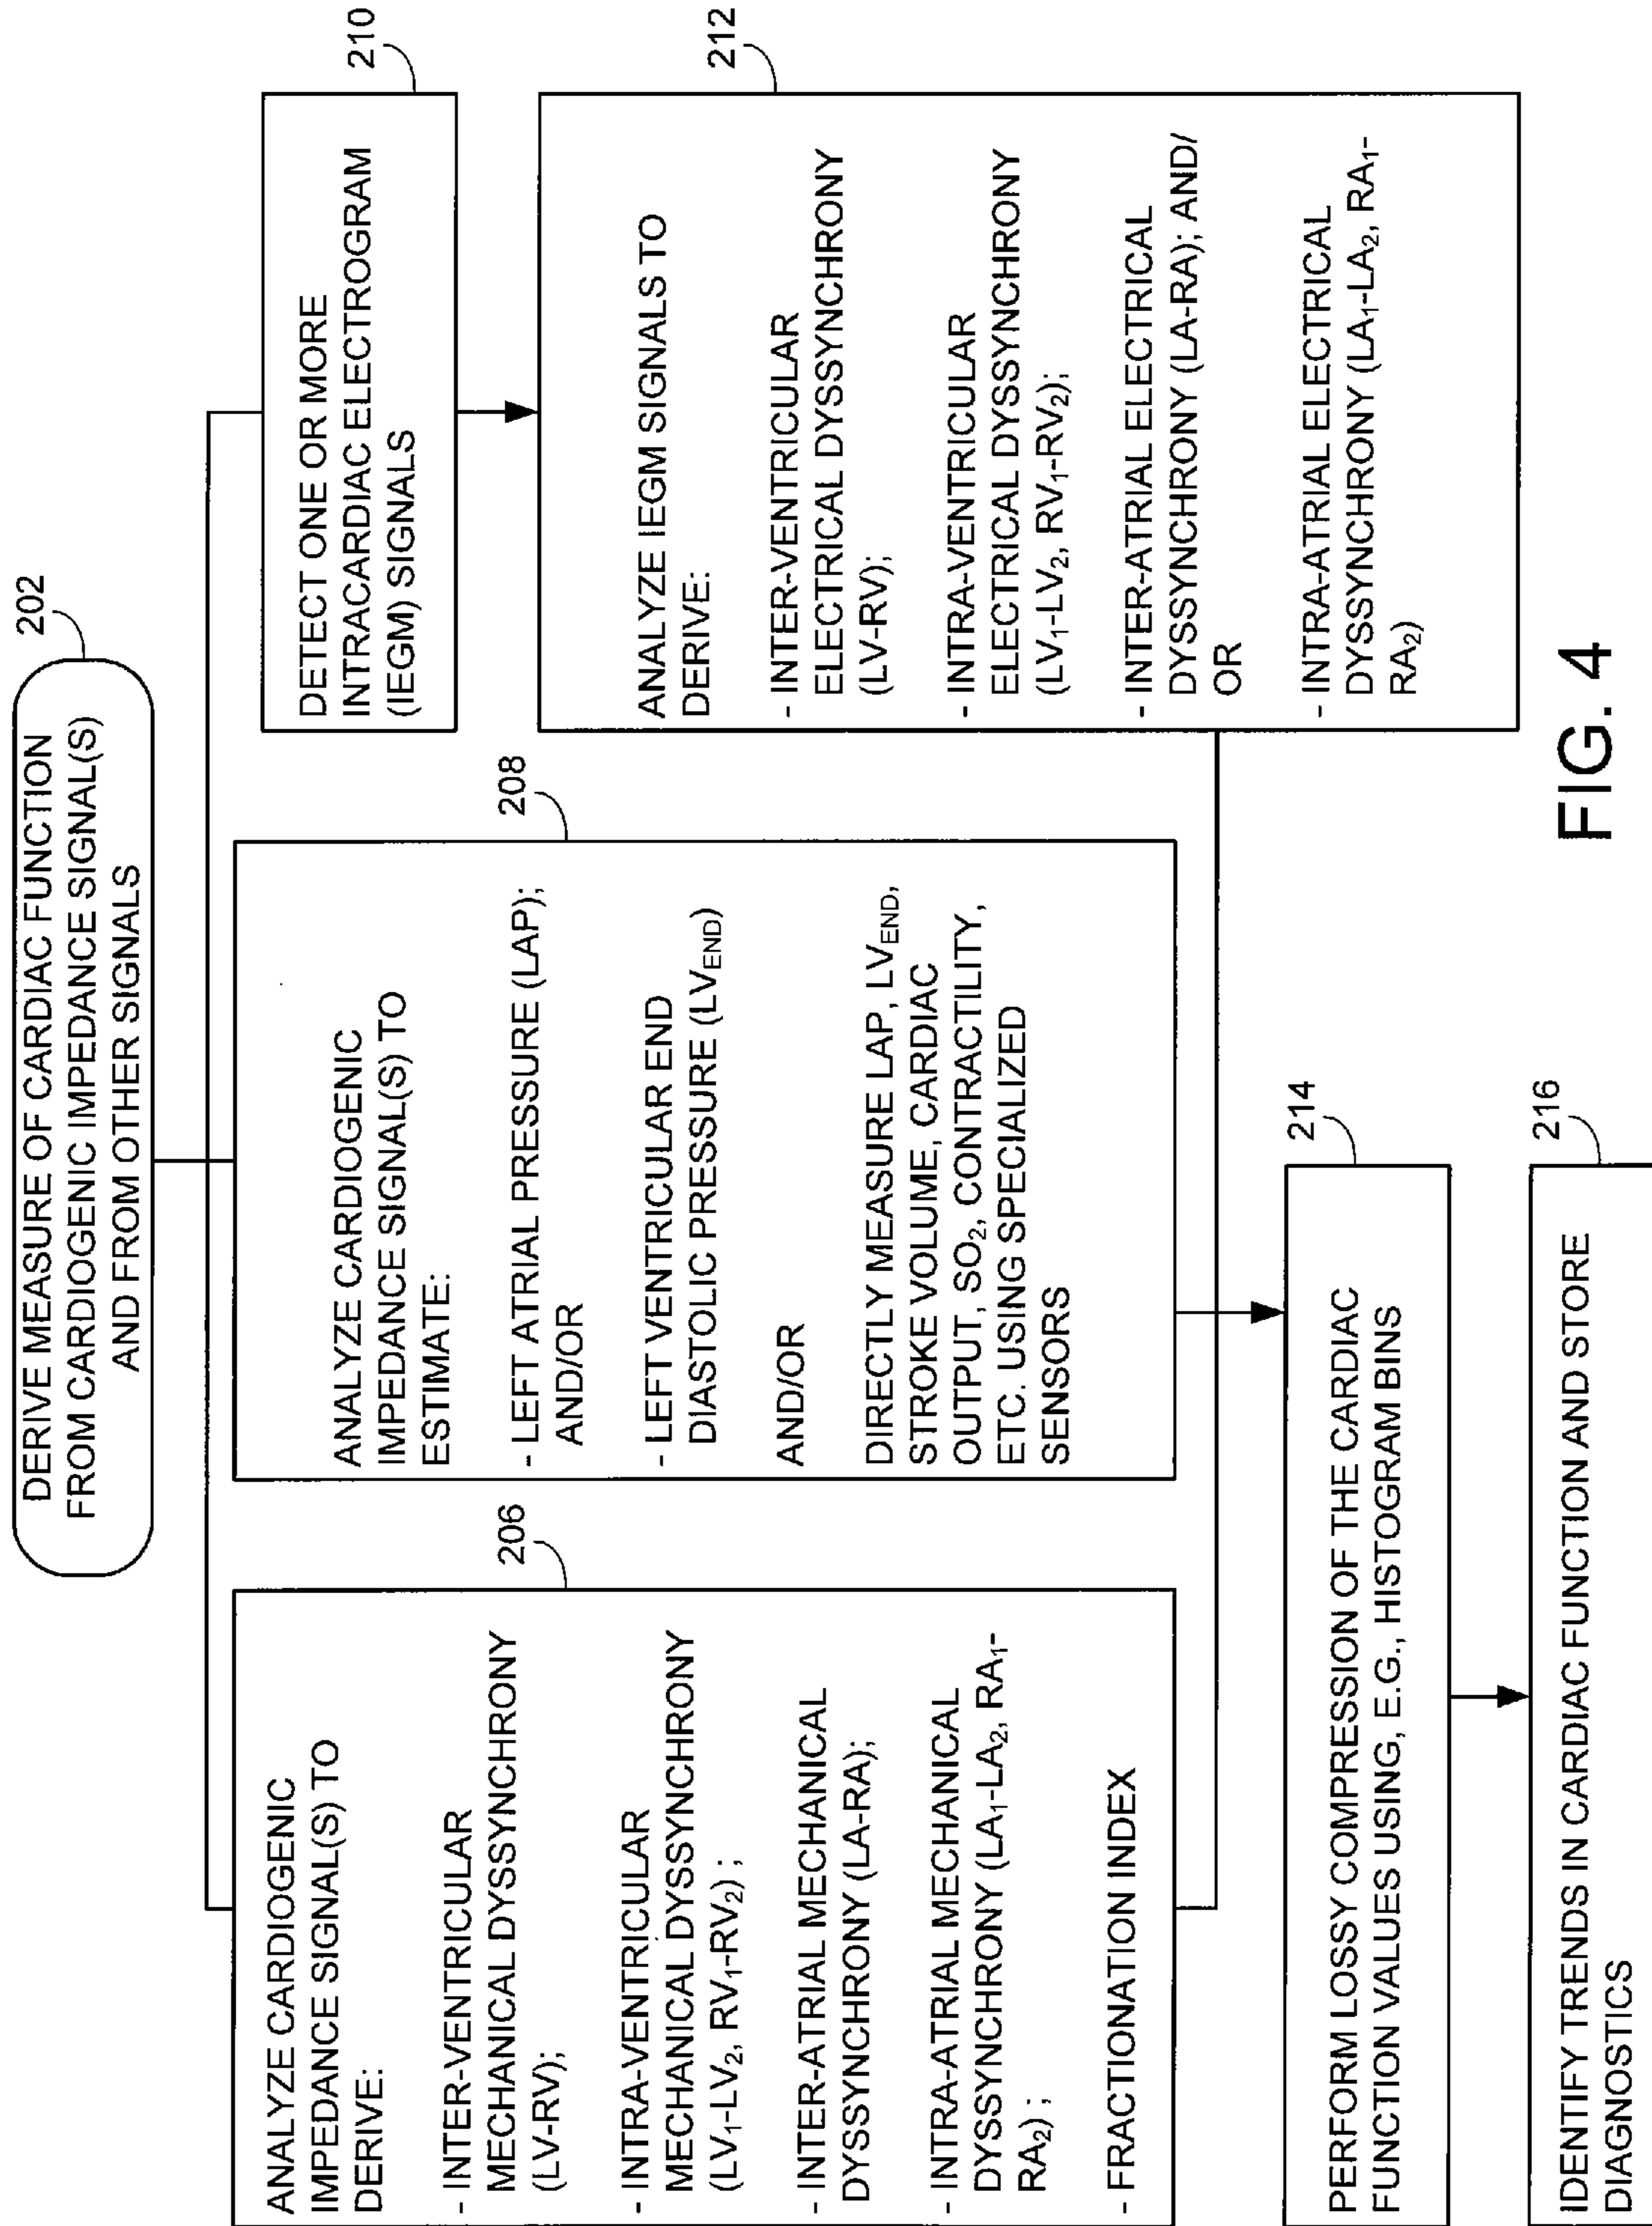 202
DERIVE MEASURE OF CARDIAC FUNCTION
FROM CARDIOGENIC IMPEDANCE SIGNAL(S)
AND FROM OTHER SIGNALS
206
ANALYZE CARDIOGENIC
IMPEDANCE SIGNAL(S) TO
DERIVE:
- INTER-VENTRICULAR
MECHANICAL DYSSYNCHRONY
(LV-RV);
- INTRA-VENTRICULAR
MECHANICAL DYSSYNCHRONY
(LV₁-LV₂, RV₁-RV₂) ;
- INTER-ATRIAL MECHANICAL
DYSSYNCHRONY (LA-RA);
- INTRA-ATRIAL MECHANICAL
DYSSYNCHRONY (LA₁-LA₂, RA₁-
RA₂) ;
- FRACTIONATION INDEX
208
ANALYZE CARDIOGENIC
IMPEDANCE SIGNAL(S) TO
ESTIMATE:
- LEFT ATRIAL PRESSURE (LAP);
AND/OR
- LEFT VENTRICULAR END
DIASTOLIC PRESSURE (LV_END)
AND/OR
DIRECTLY MEASURE LAP, LV_END,
STROKE VOLUME, CARDIAC
OUTPUT, SO₂, CONTRACTILITY,
ETC. USING SPECIALIZED
SENSORS
210
DETECT ONE OR MORE
INTRACARDIAC ELECTROGRAM
(IEGM) SIGNALS
212
ANALYZE IEGM SIGNALS TO
DERIVE:
- INTER-VENTRICULAR
ELECTRICAL DYSSYNCHRONY
(LV-RV);
- INTRA-VENTRICULAR
ELECTRICAL DYSSYNCHRONY
(LV₁-LV₂, RV₁-RV₂);
- INTER-ATRIAL ELECTRICAL
DYSSYNCHRONY (LA-RA); AND/
OR
- INTRA-ATRIAL ELECTRICAL
DYSSYNCHRONY (LA₁-LA₂, RA₁-
RA₂)
214
PERFORM LOSSY COMPRESSION OF THE CARDIAC
FUNCTION VALUES USING, E.G., HISTOGRAM BINS
216
IDENTIFY TRENDS IN CARDIAC FUNCTION AND STORE
DIAGNOSTICS
FIG. 4